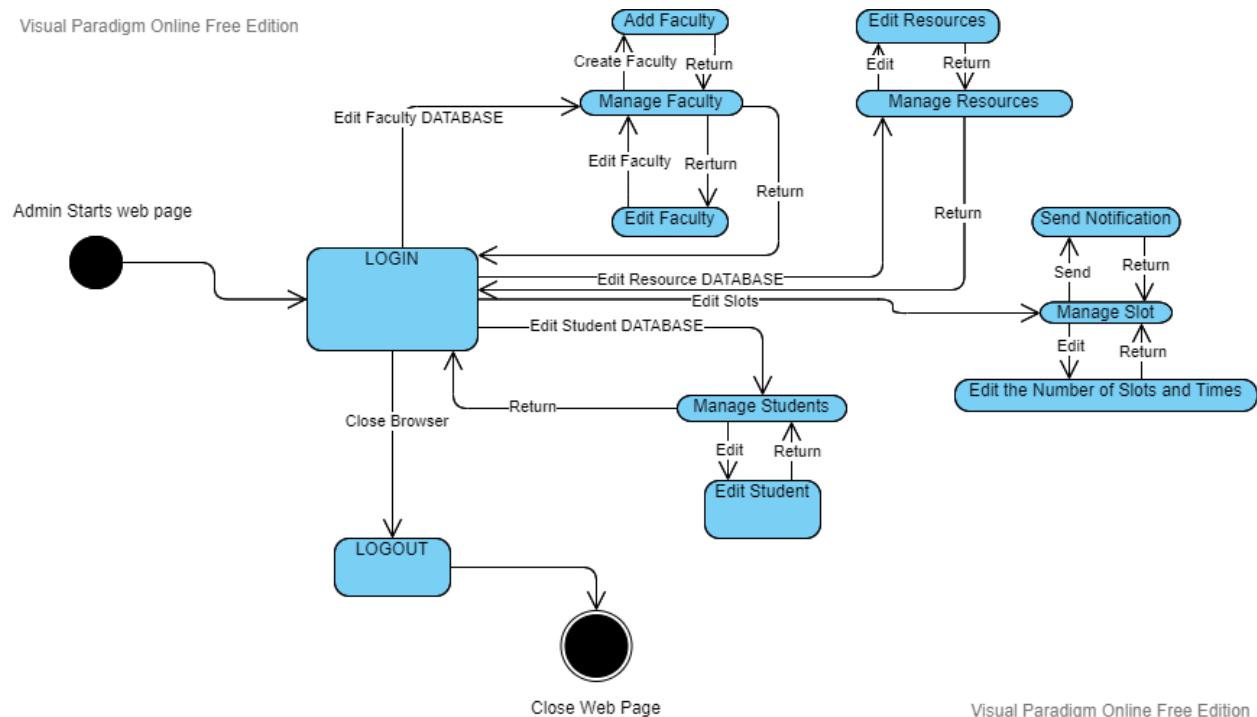 Visual Paradigm Online Free Edition
Add Faculty
Edit Resources
Create Faculty
Return
Edit
Return
Manage Faculty
Manage Resources
Edit Faculty DATABASE
Edit Faculty
Rerturn
Return
Admin Starts web page
Edit Faculty
Return
Send Notification
LOGIN
Send
Return
Edit Resource DATABASE
Edit Slots
Manage Slot
Edit Student DATABASE
Edit
Return
Edit the Number of Slots and Times
Return
Manage Students
Close Browser
Edit
Return
Edit Student
LOGOUT
Close Web Page
Visual Paradigm Online Free Edition